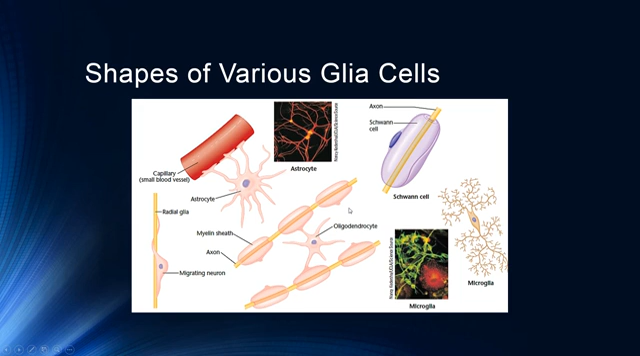 Shapes of Various Glia Cells
Axon
Schwann
cell
Astrocyte
Capillary
(small blood vessel)
Schwann cell
Astrocyte
Radial glia
Myelin sheath
Oligodendrocyte
Axon
Migrating neuron
Microglia
Microglia